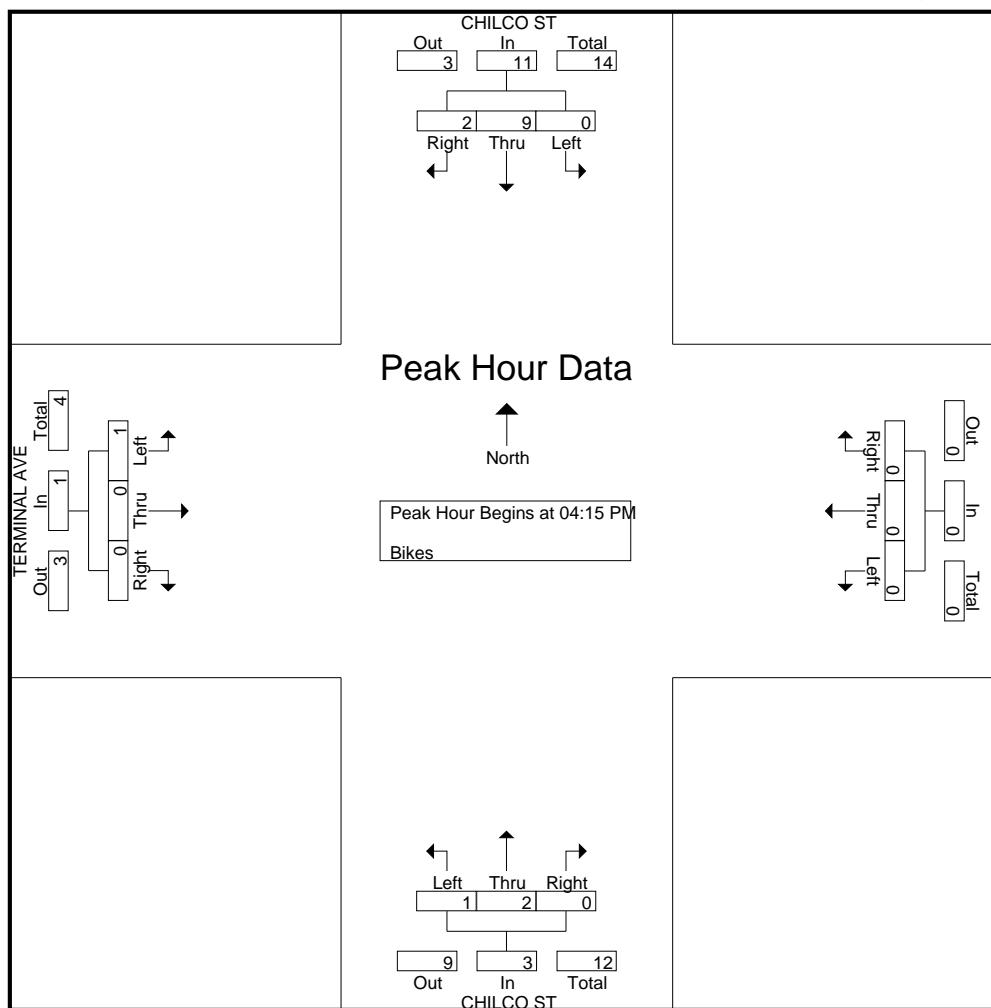 CHILCO ST
Out In Total
3 11 14
2 9 0
Right Thru Left
Peak Hour Data
North
Peak Hour Begins at 04:15 PM
Bikes
TERMINAL AVE
Out In Total
3 1 4
1 0 0
Left Thru Right
Right Thru Left
0 0 0
Out In Total
0 0 0
Left Thru Right
1 2 0
9 3 12
Out In Total
CHILCO ST